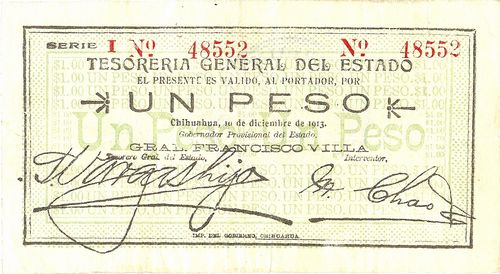 SERIE I Nº 48552 Nº 48552
TESORERIA GENERAL DEL ESTADO
EL PRESENTE ES VALIDO, AL PORTADOR, POR
UN PESO
Chihuahua, 10 de diciembre de 1913.
Gobernador Provisional del Estado,
GRAL. FRANCISCO VILLA
Tesorero Gral. del Estado, Interventor,
M. Chao
IMP. DEL GOBIERNO, CHIHUAHUA